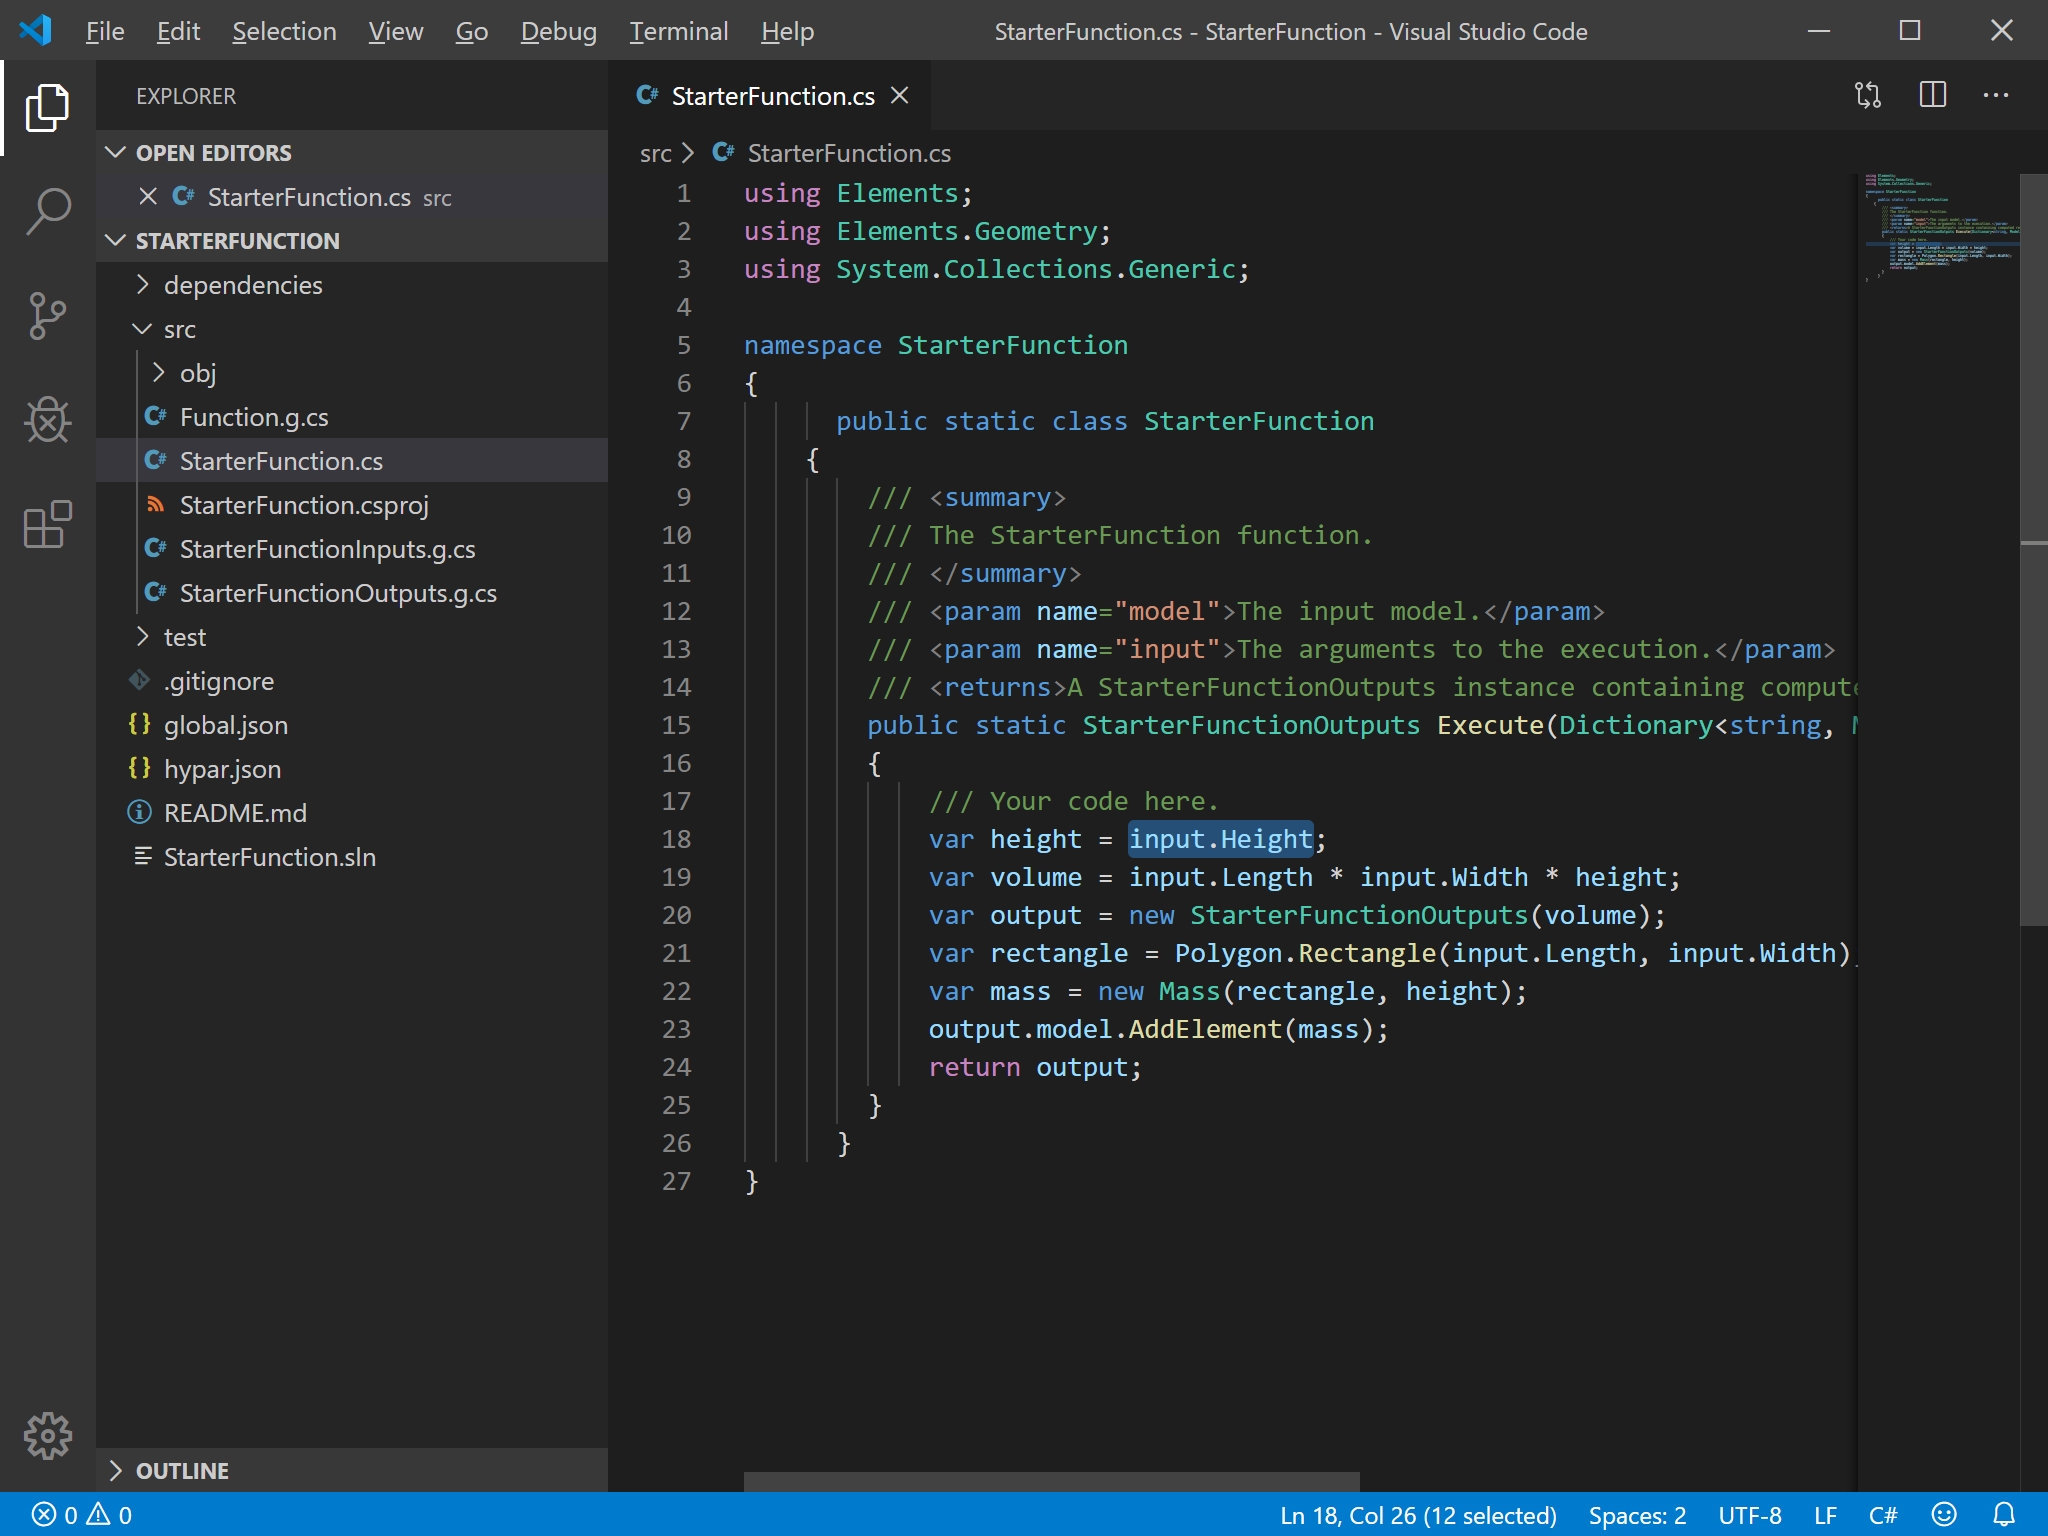 File Edit Selection View Go Debug Terminal Help StarterFunction.cs - StarterFunction - Visual Studio Code
EXPLORER
OPEN EDITORS
StarterFunction.cs src
STARTERFUNCTION
dependencies
src
obj
Function.g.cs
StarterFunction.cs
StarterFunction.csproj
StarterFunctionInputs.g.cs
StarterFunctionOutputs.g.cs
test
.gitignore
global.json
hypar.json
README.md
StarterFunction.sln
OUTLINE
StarterFunction.cs
src > StarterFunction.cs
1 using Elements;
2 using Elements.Geometry;
3 using System.Collections.Generic;
4
5 namespace StarterFunction
6 {
7 public static class StarterFunction
8 {
9 /// <summary>
10 /// The StarterFunction function.
11 /// </summary>
12 /// <param name="model">The input model.</param>
13 /// <param name="input">The arguments to the execution.</param>
14 /// <returns>A StarterFunctionOutputs instance containing compute
15 public static StarterFunctionOutputs Execute(Dictionary<string, M
16 {
17 /// Your code here.
18 var height = input.Height;
19 var volume = input.Length * input.Width * height;
20 var output = new StarterFunctionOutputs(volume);
21 var rectangle = Polygon.Rectangle(input.Length, input.Width)
22 var mass = new Mass(rectangle, height);
23 output.model.AddElement(mass);
24 return output;
25 }
26 }
27 }
0 0 Ln 18, Col 26 (12 selected) Spaces: 2 UTF-8 LF C#